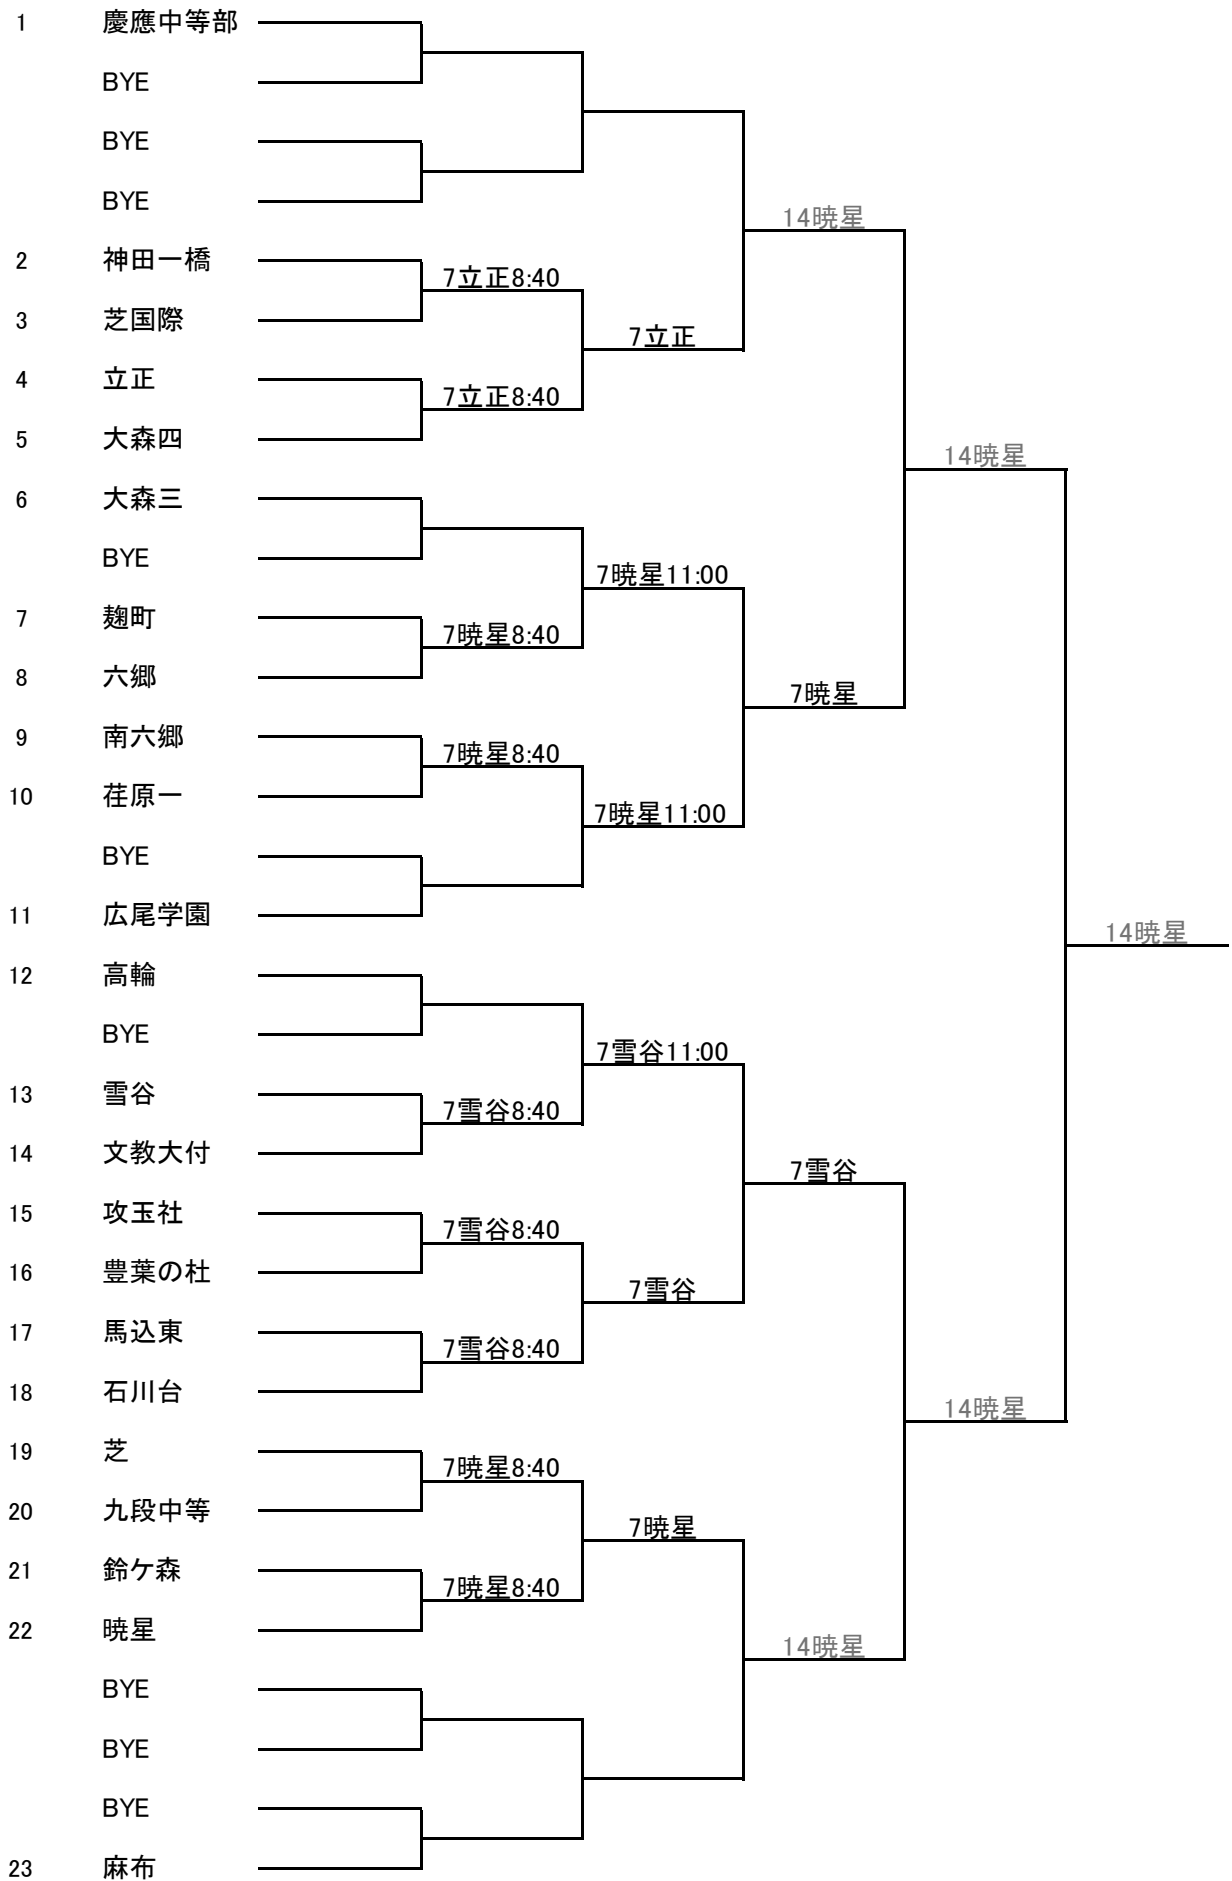 1 慶應中等部
BYE
BYE
BYE
14暁星
2 神田一橋
7立正8:40
3 芝国際
7立正
4 立正
7立正8:40
5 大森四
14暁星
6 大森三
BYE
7暁星11:00
7 麹町
7暁星8:40
8 六郷
7暁星
9 南六郷
7暁星8:40
10 荏原一
7暁星11:00
BYE
11 広尾学園
14暁星
12 高輪
BYE
7雪谷11:00
13 雪谷
7雪谷8:40
14 文教大付
7雪谷
15 攻玉社
7雪谷8:40
16 豊葉の杜
7雪谷
17 馬込東
7雪谷8:40
18 石川台
14暁星
19 芝
7暁星8:40
20 九段中等
7暁星
21 鈴ケ森
7暁星8:40
22 暁星
14暁星
BYE
BYE
BYE
23 麻布